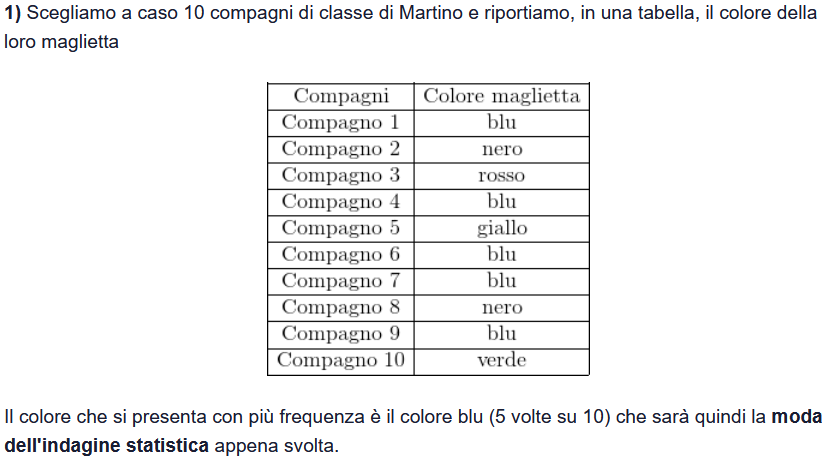 1) Scegliamo a caso 10 compagni di classe di Martino e riportiamo, in una tabella, il colore della
loro maglietta
Compagni Colore maglietta
Compagno 1 blu
Compagno 2 nero
Compagno 3 rosso
Compagno 4 blu
Compagno 5 giallo
Compagno 6 blu
Compagno 7 blu
Compagno 8 nero
Compagno 9 blu
Compagno 10 verde
Il colore che si presenta con più frequenza è il colore blu (5 volte su 10) che sarà quindi la moda
dell'indagine statistica appena svolta.